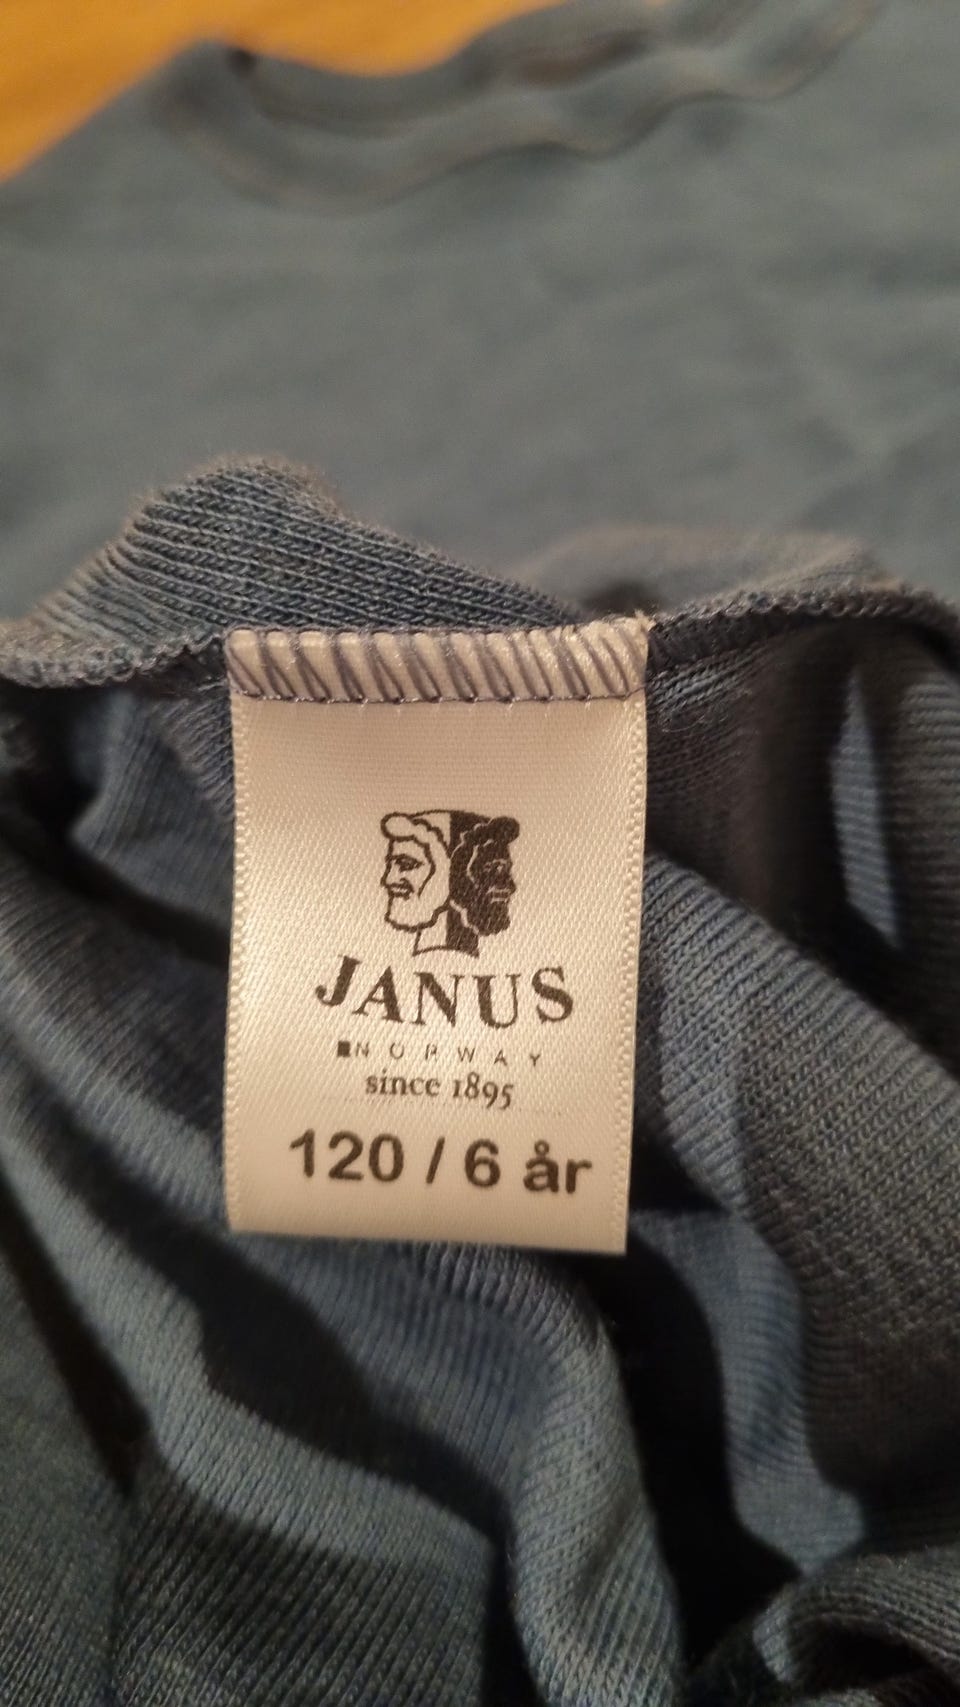 JANUS
NORWAY
since 1895
120 / 6 år